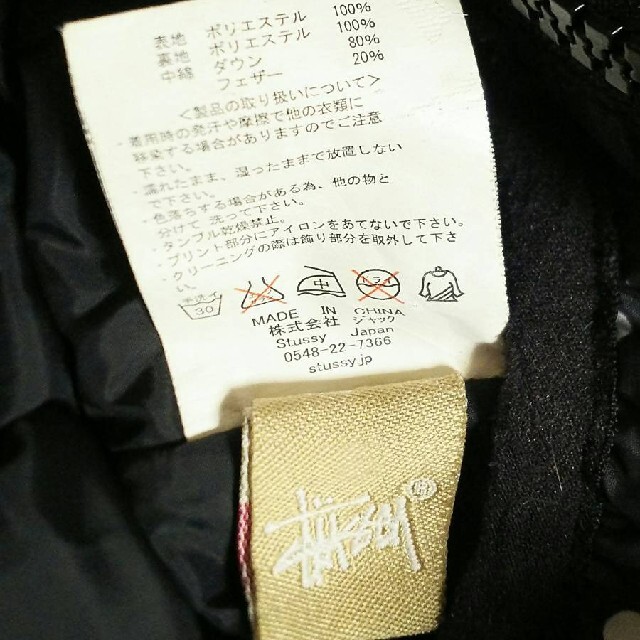 表地 ポリエステル 100%
裏地 ポリエステル 100%
中綿 ダウン 80%
フェザー 20%
<製品の取り扱いについて>
・着用時の発汗や摩擦で他の衣類に
移染する場合がありますのでご注意
下さい。
・濡れたまま、湿ったままで放置しない
で下さい。
・色落ちする場合がある為、他の物と
分けて洗って下さい。
・タンブル乾燥禁止。
・プリント部分にアイロンをあてないで下さい。
・クリーニングの際は飾り部分を取外して下さ
い。
手洗イ
30
中
MADE IN CHINA
株式会社 ジャック
Stussy Japan
0548-22-7366
stussy.jp
Stüssy®